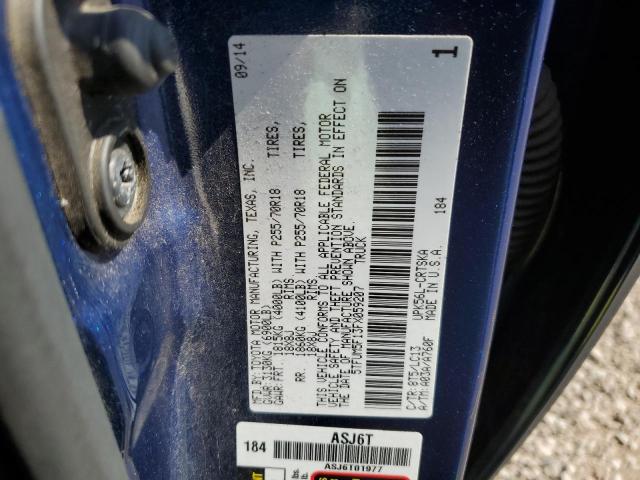 MFD.BY:TOYOTA MOTOR MANUFACTURING, TEXAS, INC. 09/14
GVWR:3130KG (6900LB)
GAWR:FRT. 1815KG (4000LB) WITH P255/70R18 TIRES,
18X8J RIMS
RR. 1860KG (4100LB) WITH P255/70R18 TIRES,
18X8J RIMS
THIS VEHICLE CONFORMS TO ALL APPLICABLE FEDERAL MOTOR
VEHICLE SAFETY AND THEFT PREVENTION STANDARDS IN EFFECT ON
THE DATE OF MANUFACTURE SHOWN ABOVE.
5TFUM5F13FX059207 TRUCK
184
C/TR:8T5/LC13 UPK56L-CRTSKA
A/TM:A03A/A760F MADE IN U.S.A.
1
184 ASJ6T
ASJ6T01977